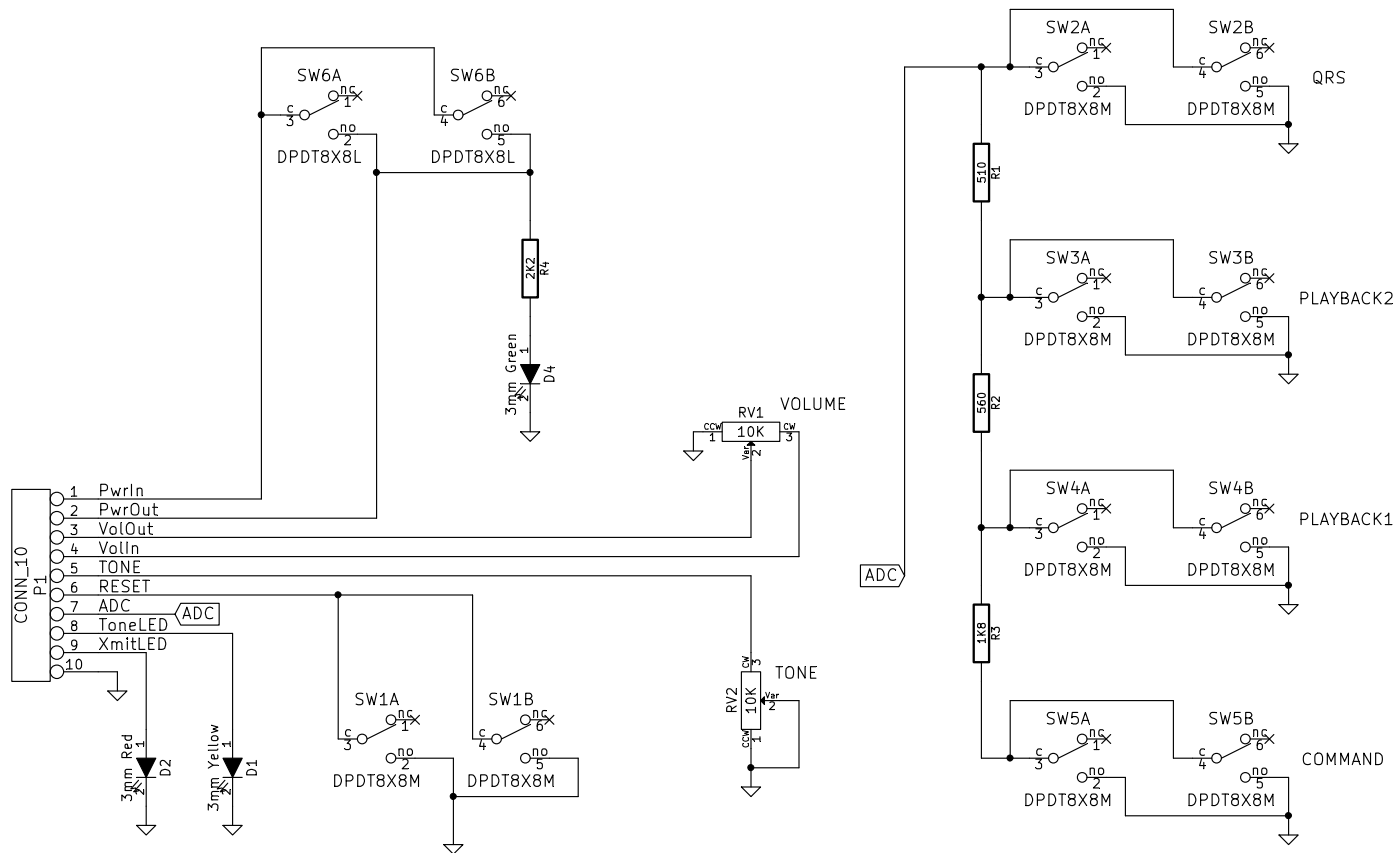 SW6A
nc
1
c
3
no
2
DPDT8X8L
SW6B
nc
6
c
4
no
5
DPDT8X8L
2K2
R4
3mm Green
1
2
D4
SW2A
nc
1
c
3
no
2
DPDT8X8M
SW2B
nc
6
c
4
no
5
DPDT8X8M
QRS
510
R1
SW3A
nc
1
c
3
no
2
DPDT8X8M
SW3B
nc
6
c
4
no
5
DPDT8X8M
PLAYBACK2
560
R2
SW4A
nc
1
c
3
no
2
DPDT8X8M
SW4B
nc
6
c
4
no
5
DPDT8X8M
PLAYBACK1
1K8
R3
SW5A
nc
1
c
3
no
2
DPDT8X8M
SW5B
nc
6
c
4
no
5
DPDT8X8M
COMMAND
ADC
RV1
VOLUME
CCW
1
10K
CW
3
Var
2
CONN_10
P1
1 PwrIn
2 PwrOut
3 VolOut
4 VolIn
5 TONE
6 RESET
7 ADC
ADC
8 ToneLED
9 XmitLED
10
3mm Red
1
2
D2
3mm Yellow
1
2
D1
SW1A
nc
1
c
3
no
2
DPDT8X8M
SW1B
nc
6
c
4
no
5
DPDT8X8M
TONE
CW
3
RV2
10K
Var
2
CCW
1